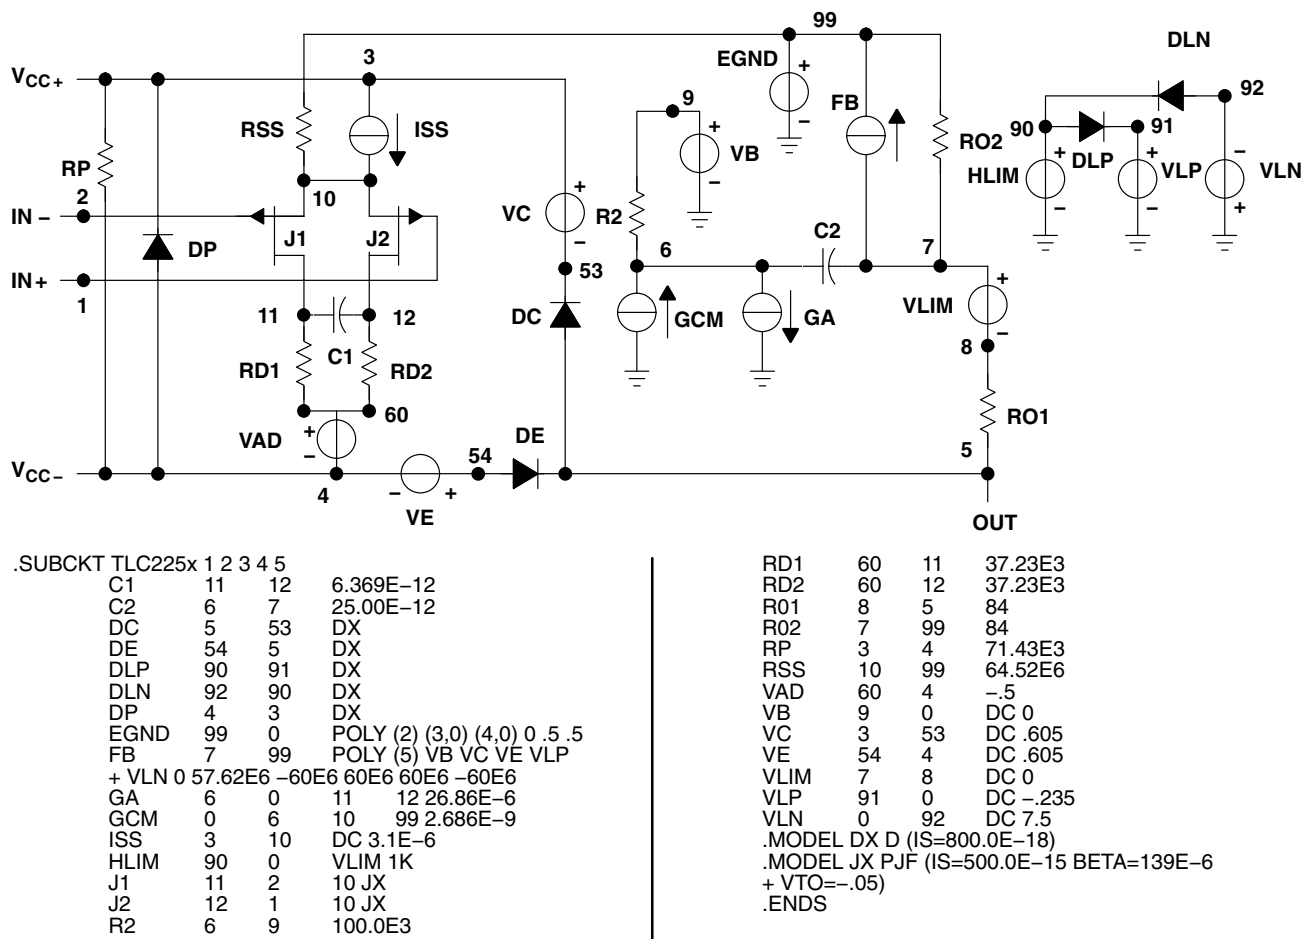 99
3
DLN
VCC+
EGND
+
−
9
+
92
FB
RSS
ISS
VB
−
RO2
90
91
DLP
RP
2
10
VC
+
−
R2
HLIM
+
−
+
−
VLP
−
+
VLN
IN −
J1
J2
C2
DP
6
7
IN +
1
53
+
VLIM
−
11
12
DC
GCM
GA
8
C1
RD1
RD2
60
RO1
VAD
+
−
DE
54
5
VCC−
4
−
+
VE
OUT
.SUBCKT TLC225x 1 2 3 4 5
C1 11 12 6.369E−12
C2 6 7 25.00E−12
DC 5 53 DX
DE 54 5 DX
DLP 90 91 DX
DLN 92 90 DX
DP 4 3 DX
EGND 99 0 POLY (2) (3,0) (4,0) 0 .5 .5
FB 7 99 POLY (5) VB VC VE VLP
+ VLN 0 57.62E6 −60E6 60E6 60E6 −60E6
GA 6 0 11 12 26.86E−6
GCM 0 6 10 99 2.686E−9
ISS 3 10 DC 3.1E−6
HLIM 90 0 VLIM 1K
J1 11 2 10 JX
J2 12 1 10 JX
R2 6 9 100.0E3
RD1 60 11 37.23E3
RD2 60 12 37.23E3
R01 8 5 84
R02 7 99 84
RP 3 4 71.43E3
RSS 10 99 64.52E6
VAD 60 4 −.5
VB 9 0 DC 0
VC 3 53 DC .605
VE 54 4 DC .605
VLIM 7 8 DC 0
VLP 91 0 DC −.235
VLN 0 92 DC 7.5
.MODEL DX D (IS=800.0E−18)
.MODEL JX PJF (IS=500.0E−15 BETA=139E−6
+ VTO=−.05)
.ENDS